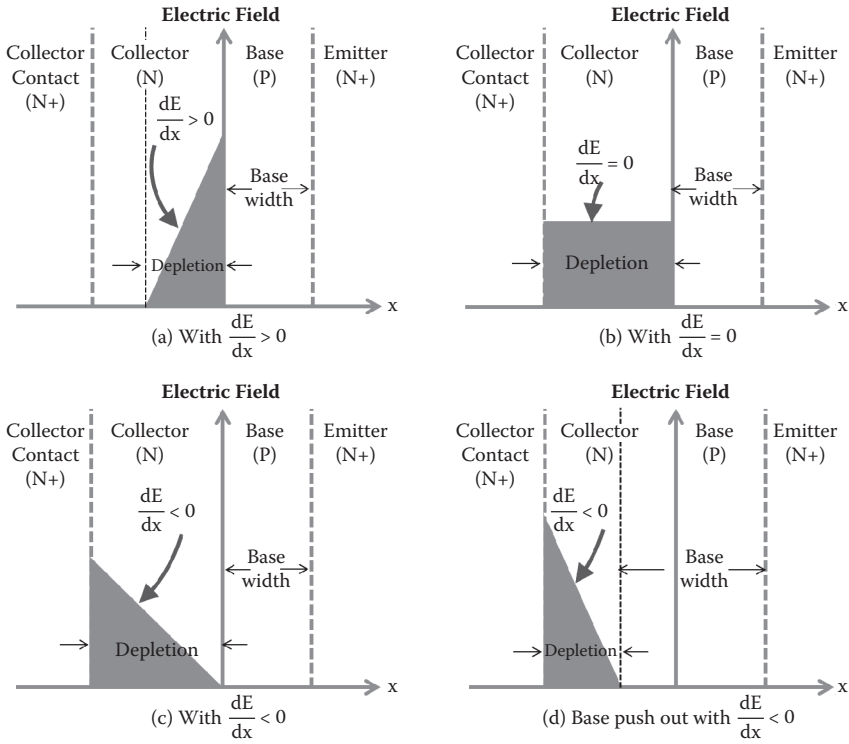 Electric Field
Collector
Contact
(N+)
Collector
(N)
Base
(P)
Emitter
(N+)
dE
dx
> 0
Base
width
Depletion
x
(a) With dE/dx > 0
Electric Field
Collector
Contact
(N+)
Collector
(N)
Base
(P)
Emitter
(N+)
dE
dx
= 0
Base
width
Depletion
x
(b) With dE/dx = 0
Electric Field
Collector
Contact
(N+)
Collector
(N)
Base
(P)
Emitter
(N+)
dE
dx
< 0
Base
width
Depletion
x
(c) With dE/dx < 0
Electric Field
Collector
Contact
(N+)
Collector
(N)
Base
(P)
Emitter
(N+)
dE
dx
< 0
Base
width
Depletion
x
(d) Base push out with dE/dx < 0